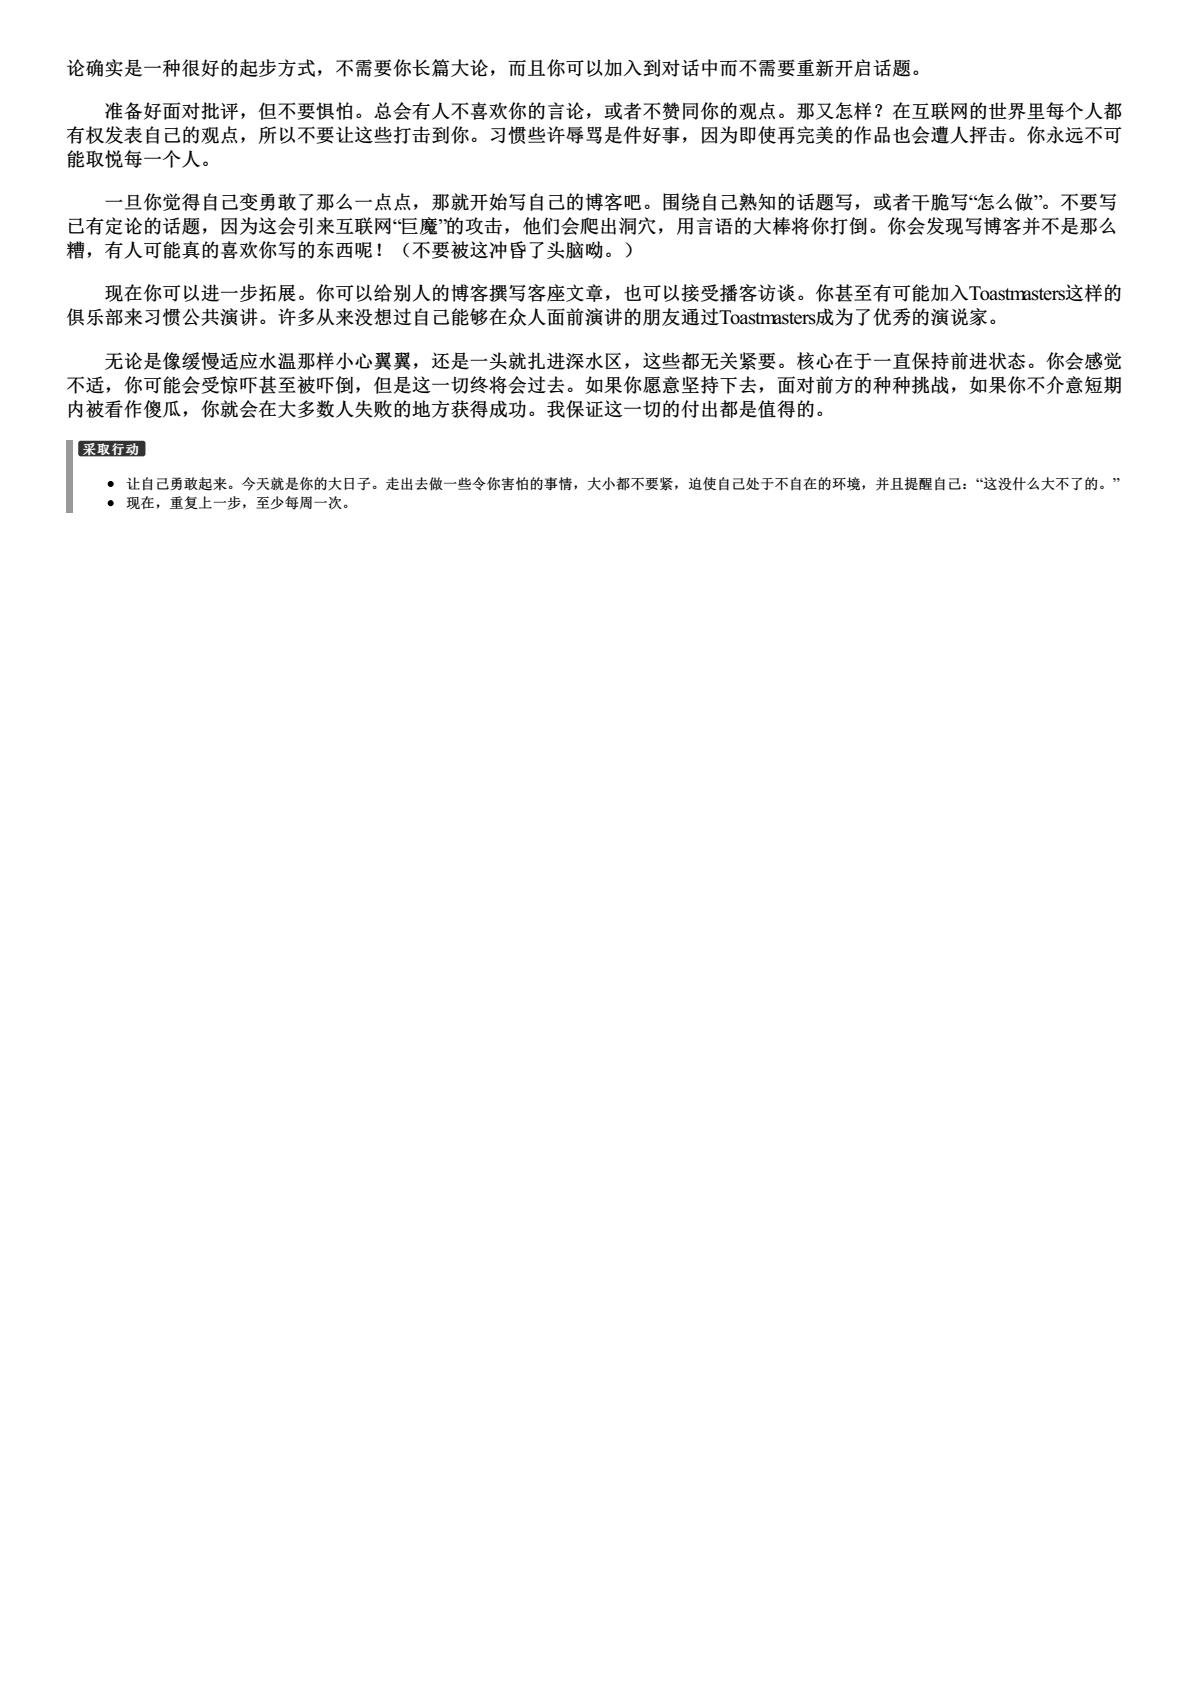 论确实是一种很好的起步方式，不需要你长篇大论，而且你可以加入到对话中而不需要重新开启话题。
准备好面对批评，但不要惧怕。总会有人不喜欢你的言论，或者不赞同你的观点。那又怎样？在互联网的世界里每个人都
有权发表自己的观点，所以不要让这些打击到你。习惯些许辱骂是件好事，因为即使再完美的作品也会遭人抨击。你永远不可
能取悦每一个人。
一旦你觉得自己变勇敢了那么一点点，那就开始写自己的博客吧。围绕自己熟知的话题写，或者干脆写“怎么做”。不要写
已有定论的话题，因为这会引来互联网“巨魔”的攻击，他们会爬出洞穴，用言语的大棒将你打倒。你会发现写博客并不是那么
糟，有人可能真的喜欢你写的东西呢！（不要被这冲昏了头脑呦。）
现在你可以进一步拓展。你可以给别人的博客撰写客座文章，也可以接受播客访谈。你甚至有可能加入Toastmasters这样的
俱乐部来习惯公共演讲。许多从来没想过自己能够在众人面前演讲的朋友通过Toastmasters成为了优秀的演说家。
无论是像缓慢适应水温那样小心翼翼，还是一头就扎进深水区，这些都无关紧要。核心在于一直保持前进状态。你会感觉
不适，你可能会受惊吓甚至被吓倒，但是这一切终将会过去。如果你愿意坚持下去，面对前方的种种挑战，如果你不介意短期
内被看作傻瓜，你就会在大多数人失败的地方获得成功。我保证这一切的付出都是值得的。
采取行动
● 让自己勇敢起来。今天就是你的大日子。走出去做一些令你害怕的事情，大小都不要紧，迫使自己处于不自在的环境，并且提醒自己：“这没什么大不了的。”
● 现在，重复上一步，至少每周一次。